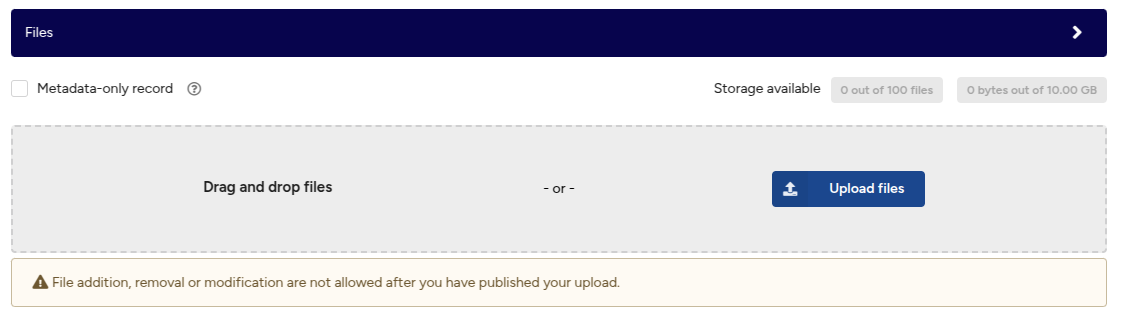 Files
Metadata-only record
Storage available 0 out of 100 files 0 bytes out of 10.00 GB
Drag and drop files - or - Upload files
File addition, removal or modification are not allowed after you have published your upload.